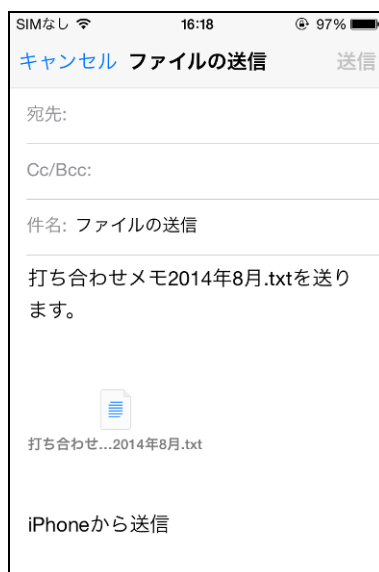 SIMなし 16:18 97%
キャンセル ファイルの送信 送信
宛先:
Cc/Bcc:
件名: ファイルの送信
打ち合わせメモ2014年8月.txtを送り
ます。
打ち合わせ...2014年8月.txt
iPhoneから送信